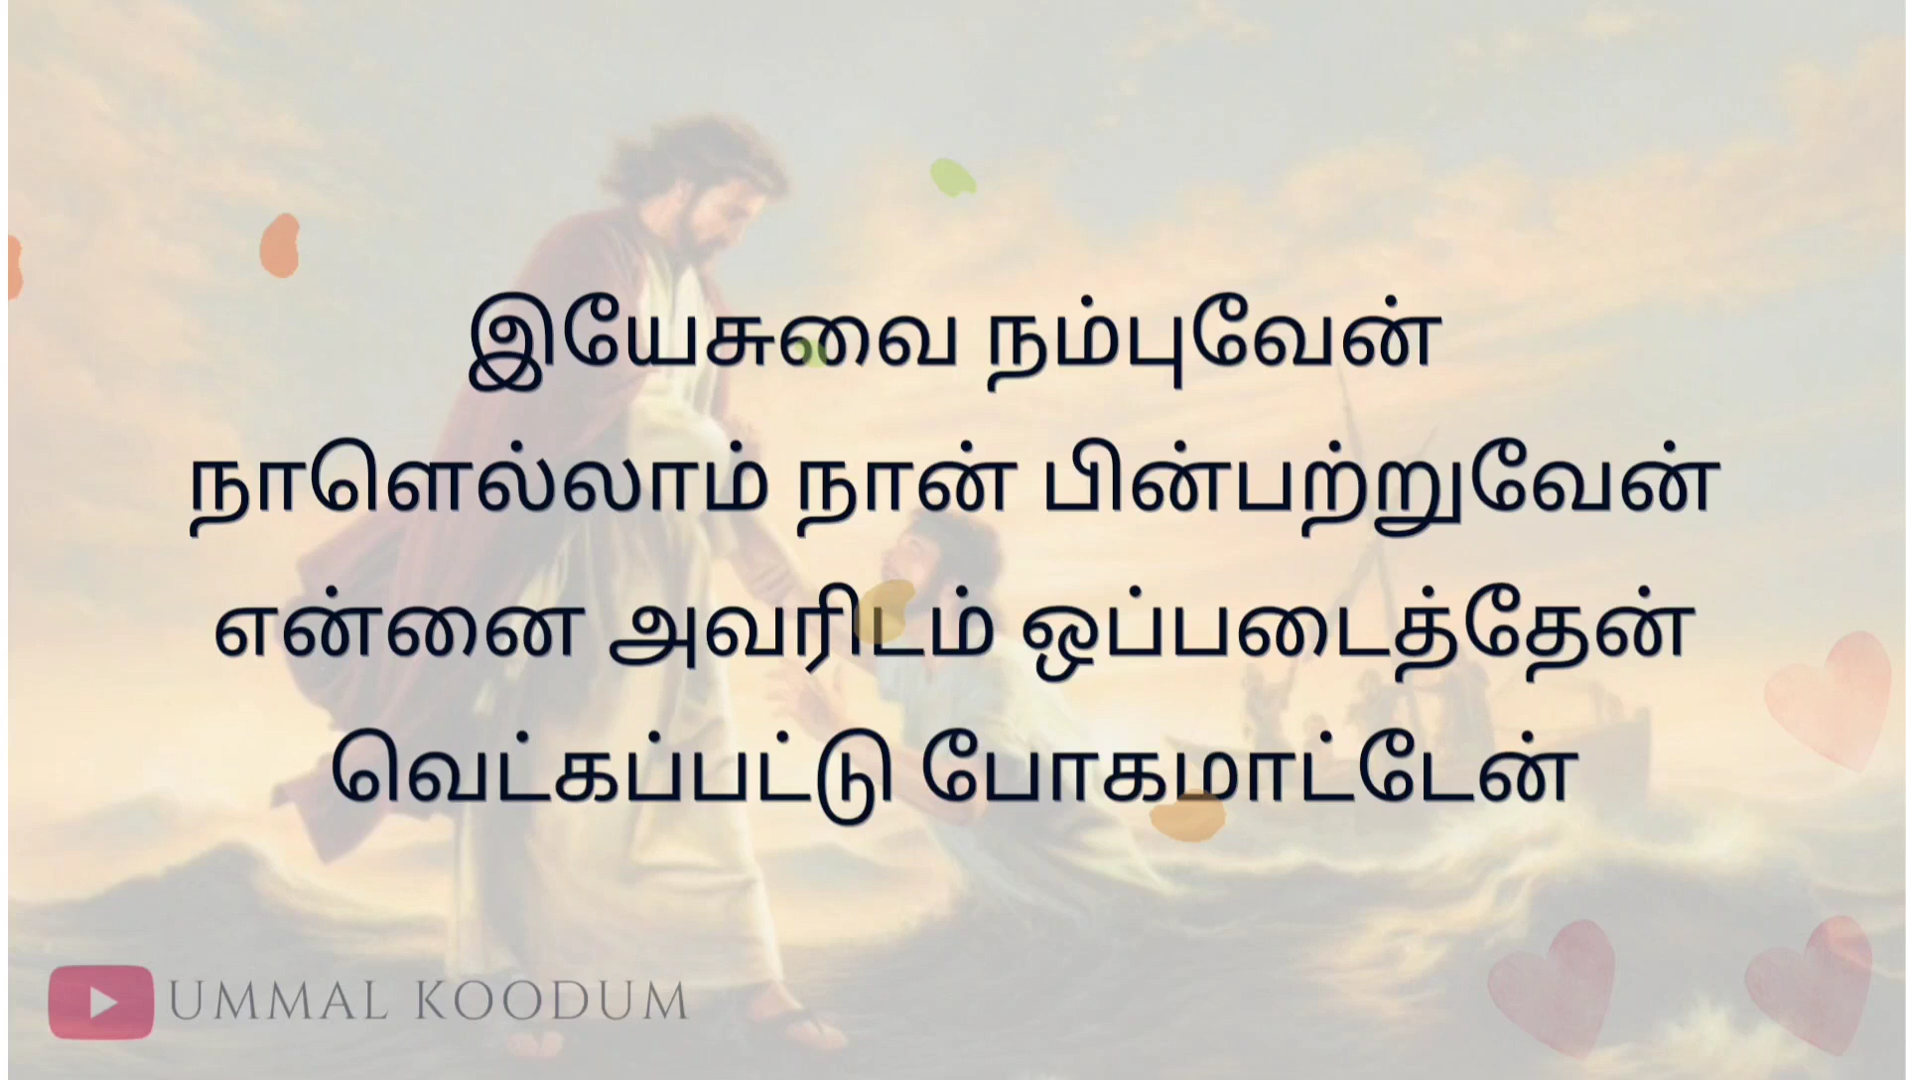 இயேசுவை நம்புவேன்
நாளெல்லாம் நான் பின்பற்றுவேன்
என்னை அவரிடம் ஒப்படைத்தேன்
வெட்கப்பட்டு போகமாட்டேன்
UMMAL KOODUM